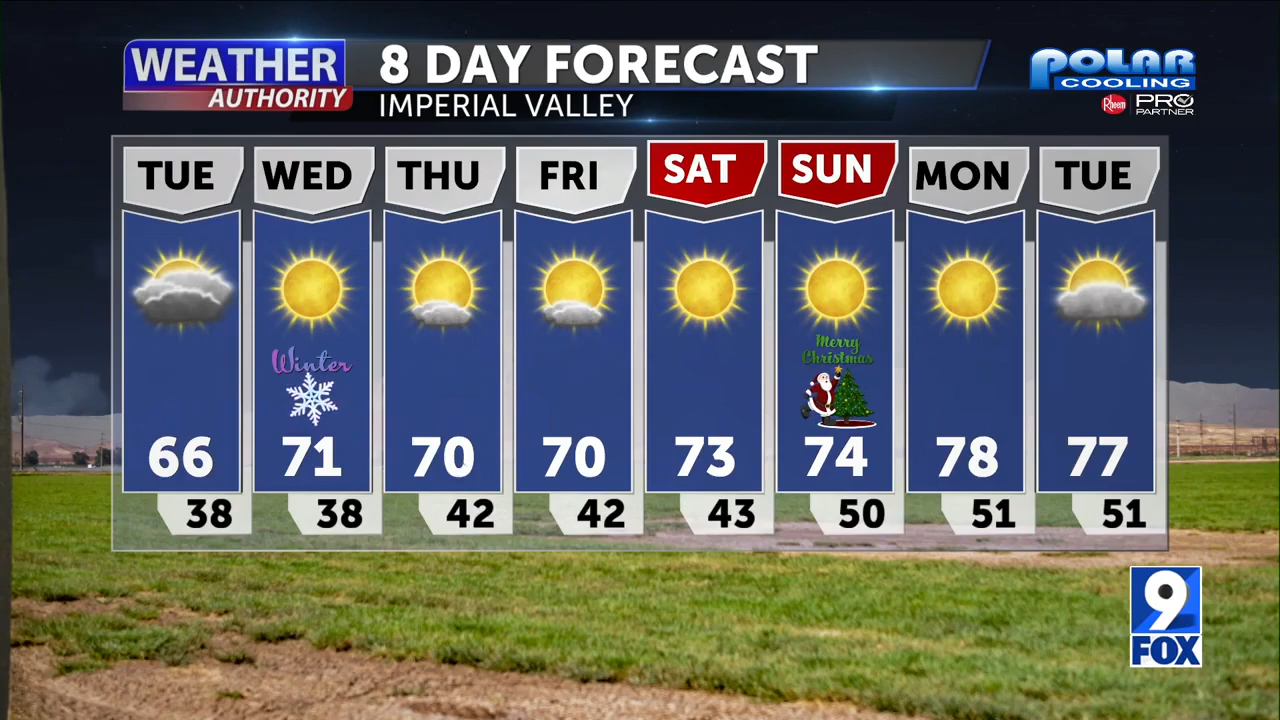 WEATHER
AUTHORITY
8 DAY FORECAST
IMPERIAL VALLEY
POLAR
COOLING
Rheem PRO
PARTNER
TUE WED THU FRI SAT SUN MON TUE
Winter
Merry
Christmas
66 71 70 70 73 74 78 77
38 38 42 42 43 50 51 51
9
FOX